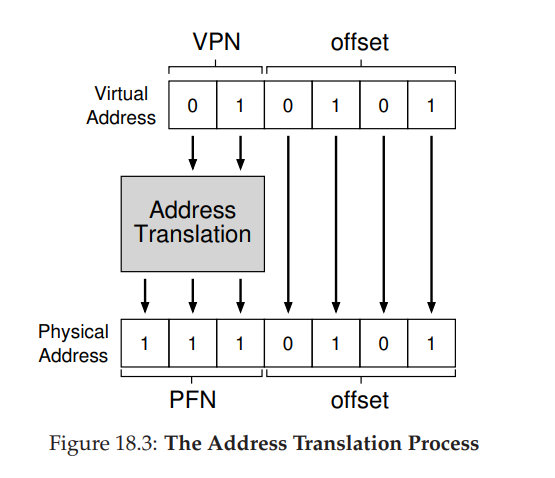 VPN offset
Virtual
Address
0 1 0 1 0 1
Address
Translation
Physical
Address
1 1 1 0 1 0 1
PFN offset
Figure 18.3: The Address Translation Process